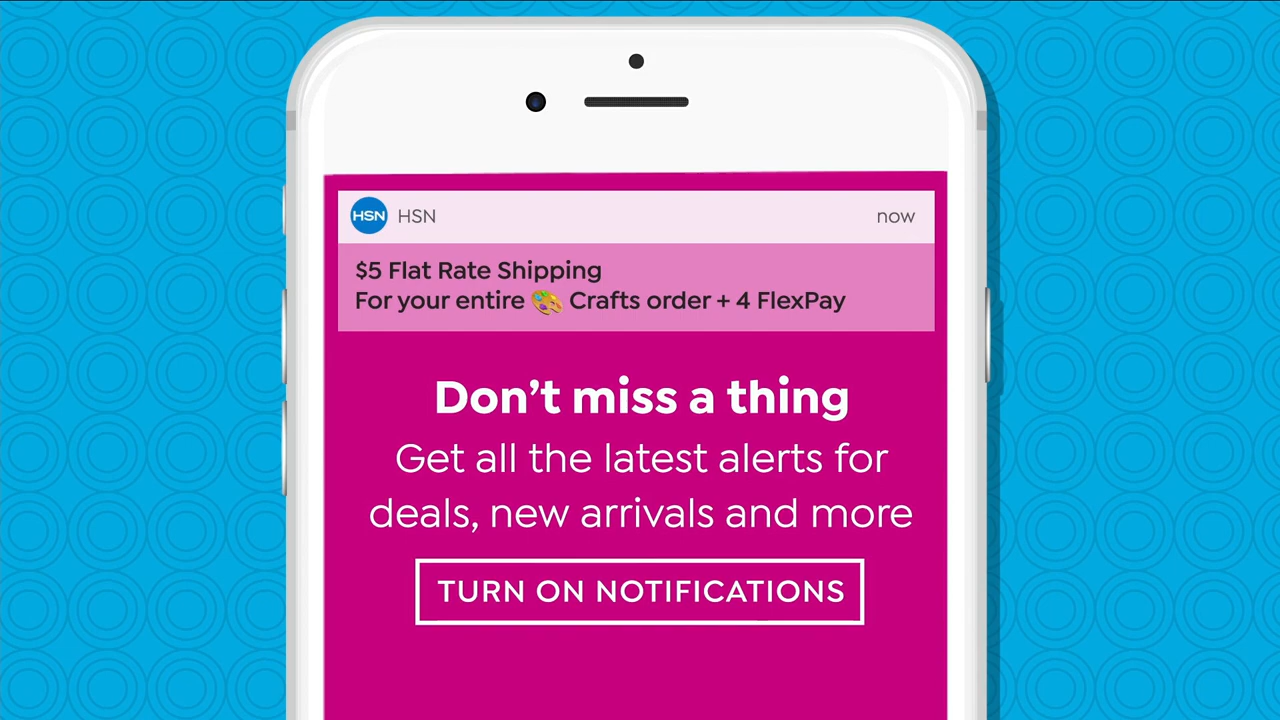 HSN HSN now
$5 Flat Rate Shipping
For your entire 🎨 Crafts order + 4 FlexPay
Don't miss a thing
Get all the latest alerts for
deals, new arrivals and more
TURN ON NOTIFICATIONS